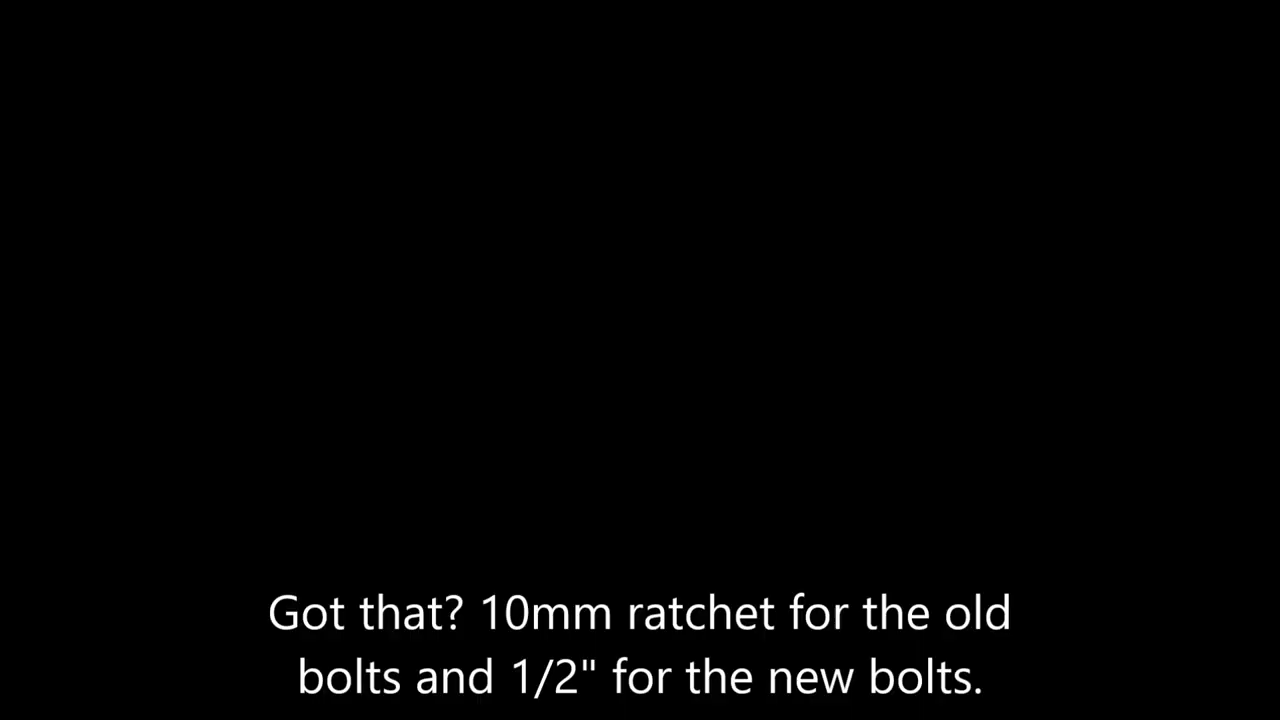 Got that? 10mm ratchet for the old
bolts and 1/2" for the new bolts.